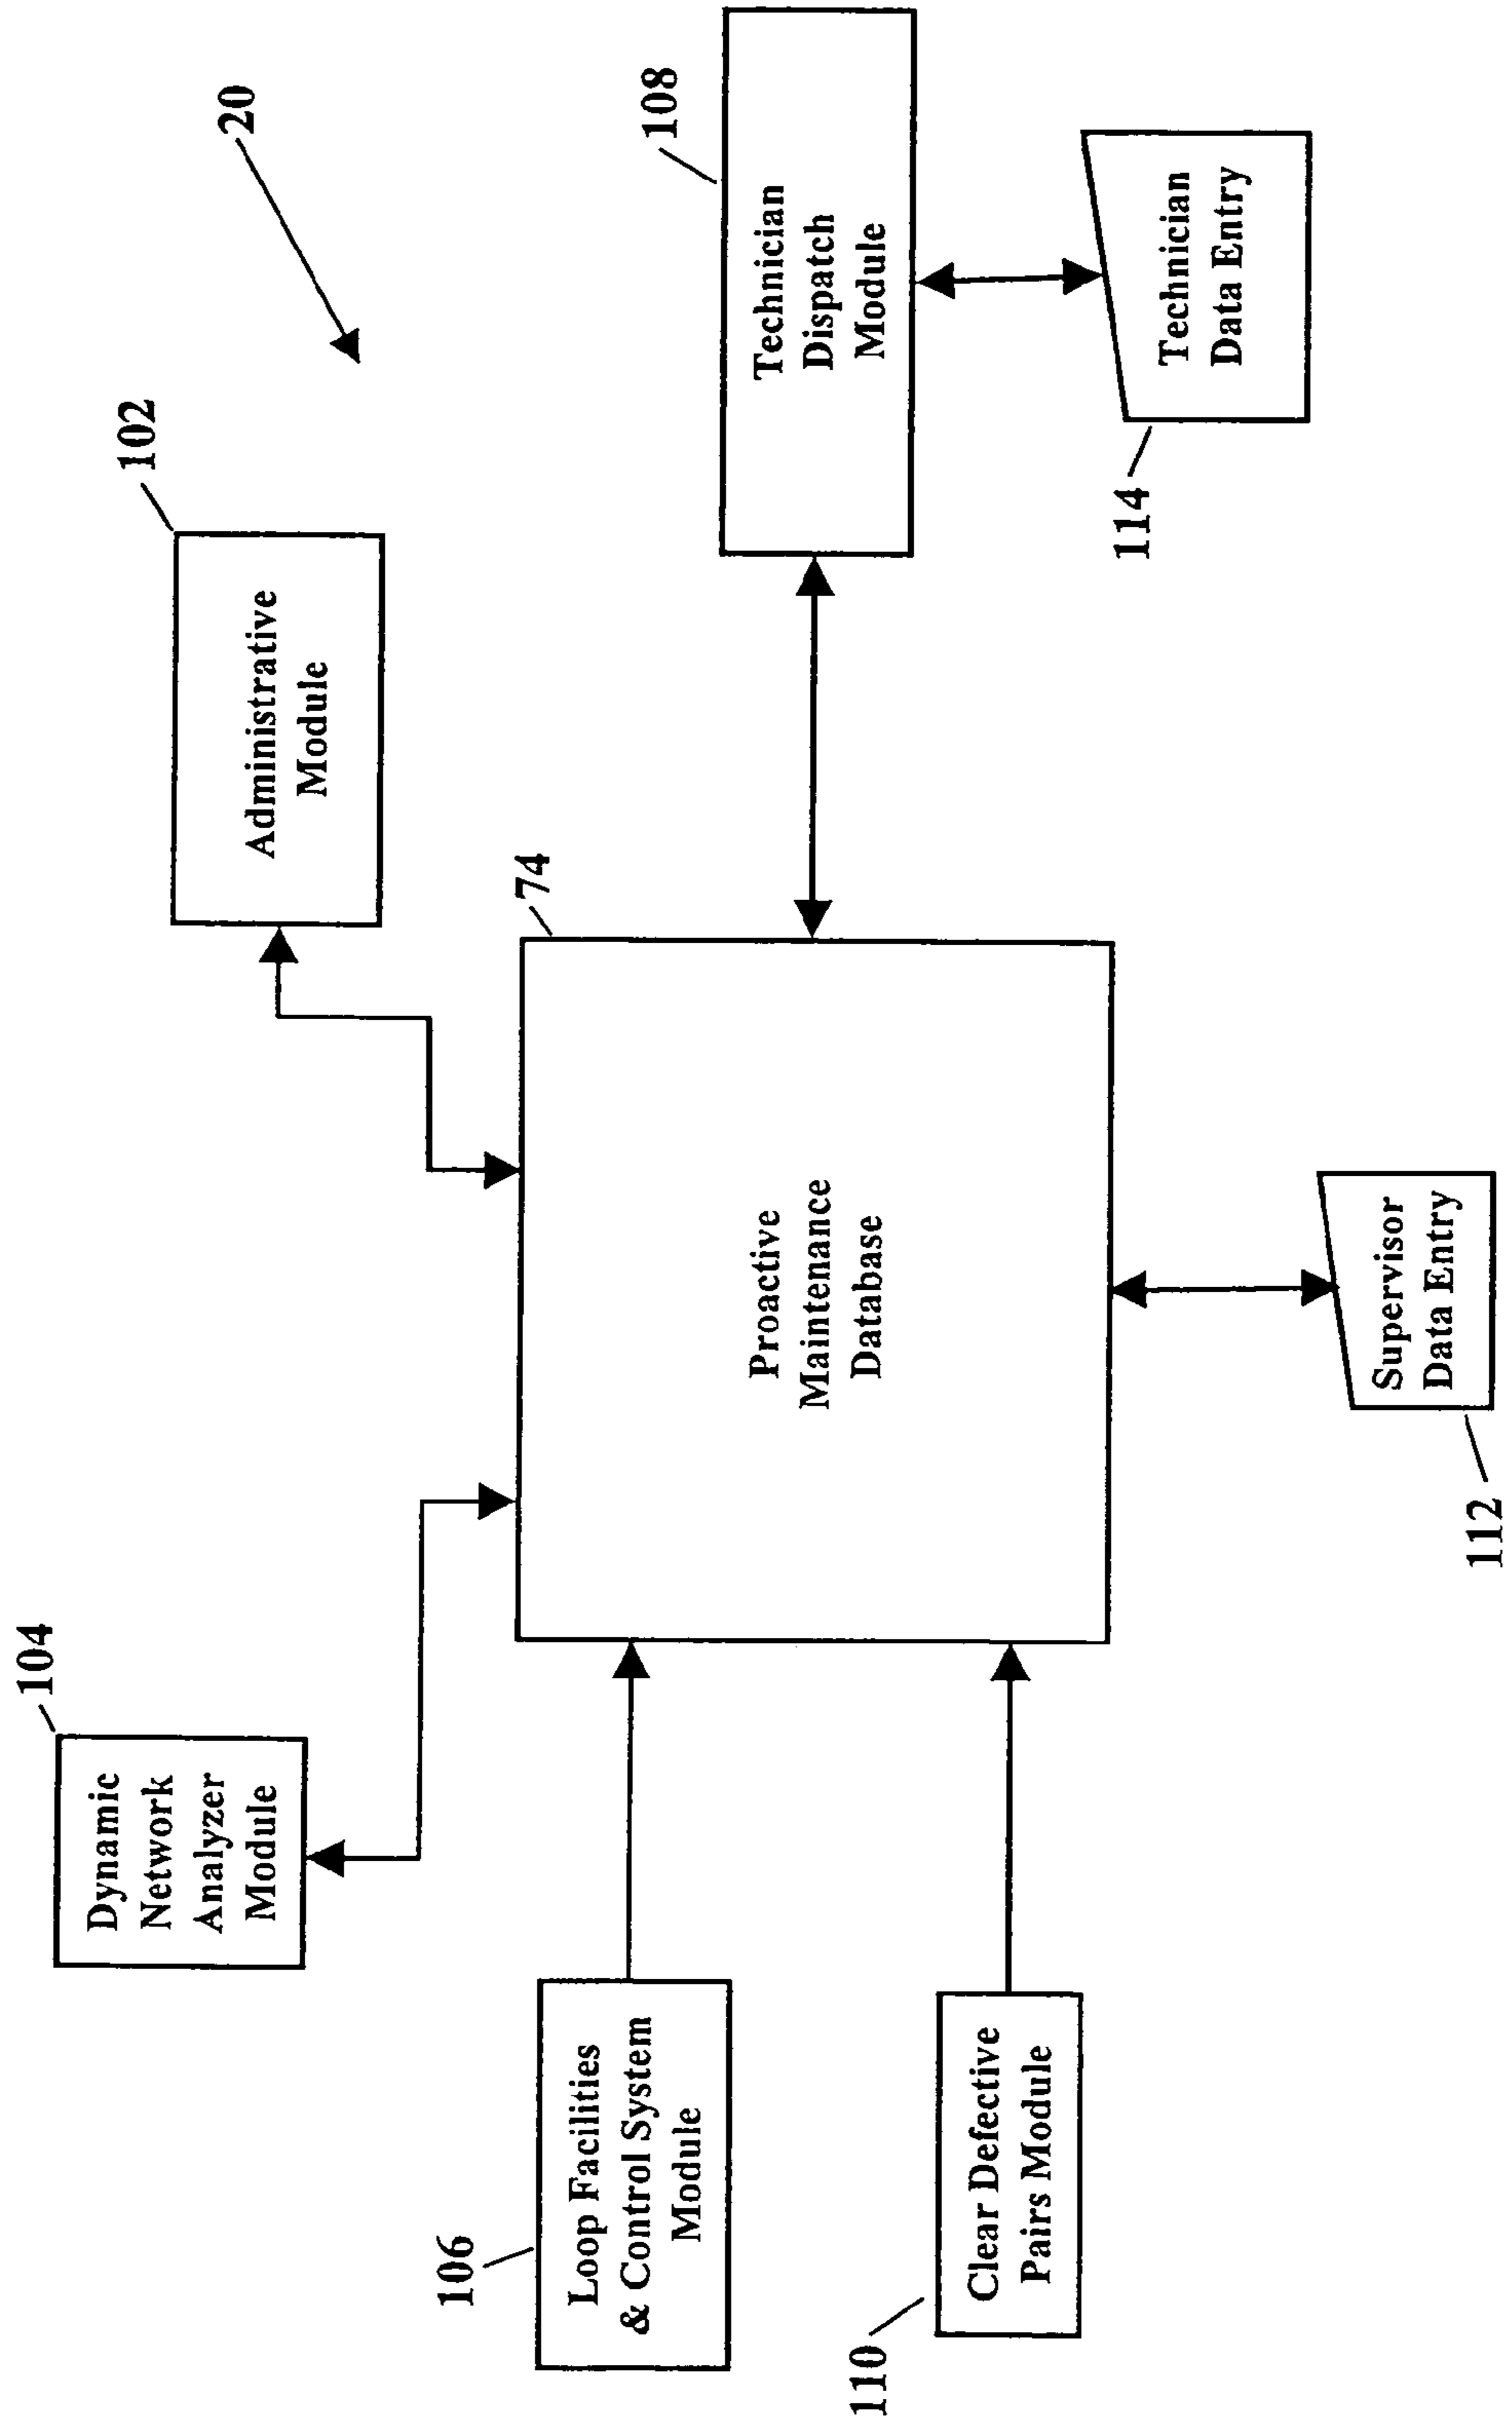 20
104
Dynamic
Network
Analyzer
Module
102
Administrative
Module
106
Loop Facilities
& Control System
Module
74
Proactive
Maintenance
Database
108
Technician
Dispatch
Module
110
Clear Defective
Pairs Module
112
Supervisor
Data Entry
114
Technician
Data Entry